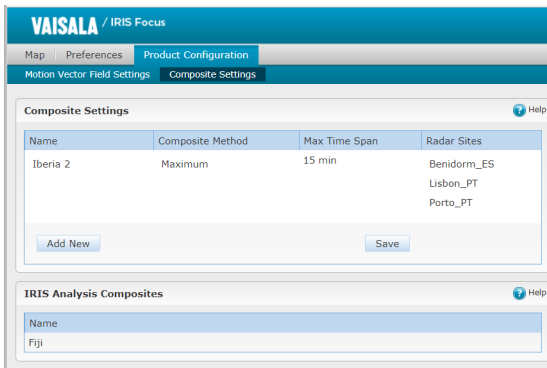 VAISALA / IRIS Focus
Map Preferences Product Configuration
Motion Vector Field Settings Composite Settings
Composite Settings Help
Name Composite Method Max Time Span Radar Sites
Iberia 2 Maximum 15 min Benidorm_ES
Lisbon_PT
Porto_PT
Add New Save
IRIS Analysis Composites Help
Name
Fiji